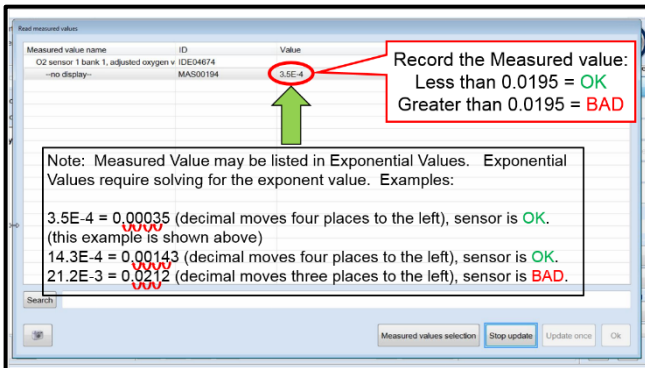 Read measured values
Measured value name ID Value
O2 sensor 1 bank 1, adjusted oxygen v IDE04674
--no display-- MAS00194 3.5E-4
Record the Measured value:
Less than 0.0195 = OK
Greater than 0.0195 = BAD
Note: Measured Value may be listed in Exponential Values. Exponential
Values require solving for the exponent value. Examples:
3.5E-4 = 0.00035 (decimal moves four places to the left), sensor is OK.
(this example is shown above)
14.3E-4 = 0.00143 (decimal moves four places to the left), sensor is OK.
21.2E-3 = 0.0212 (decimal moves three places to the left), sensor is BAD.
Search
Measured values selection Stop update Update once Ok